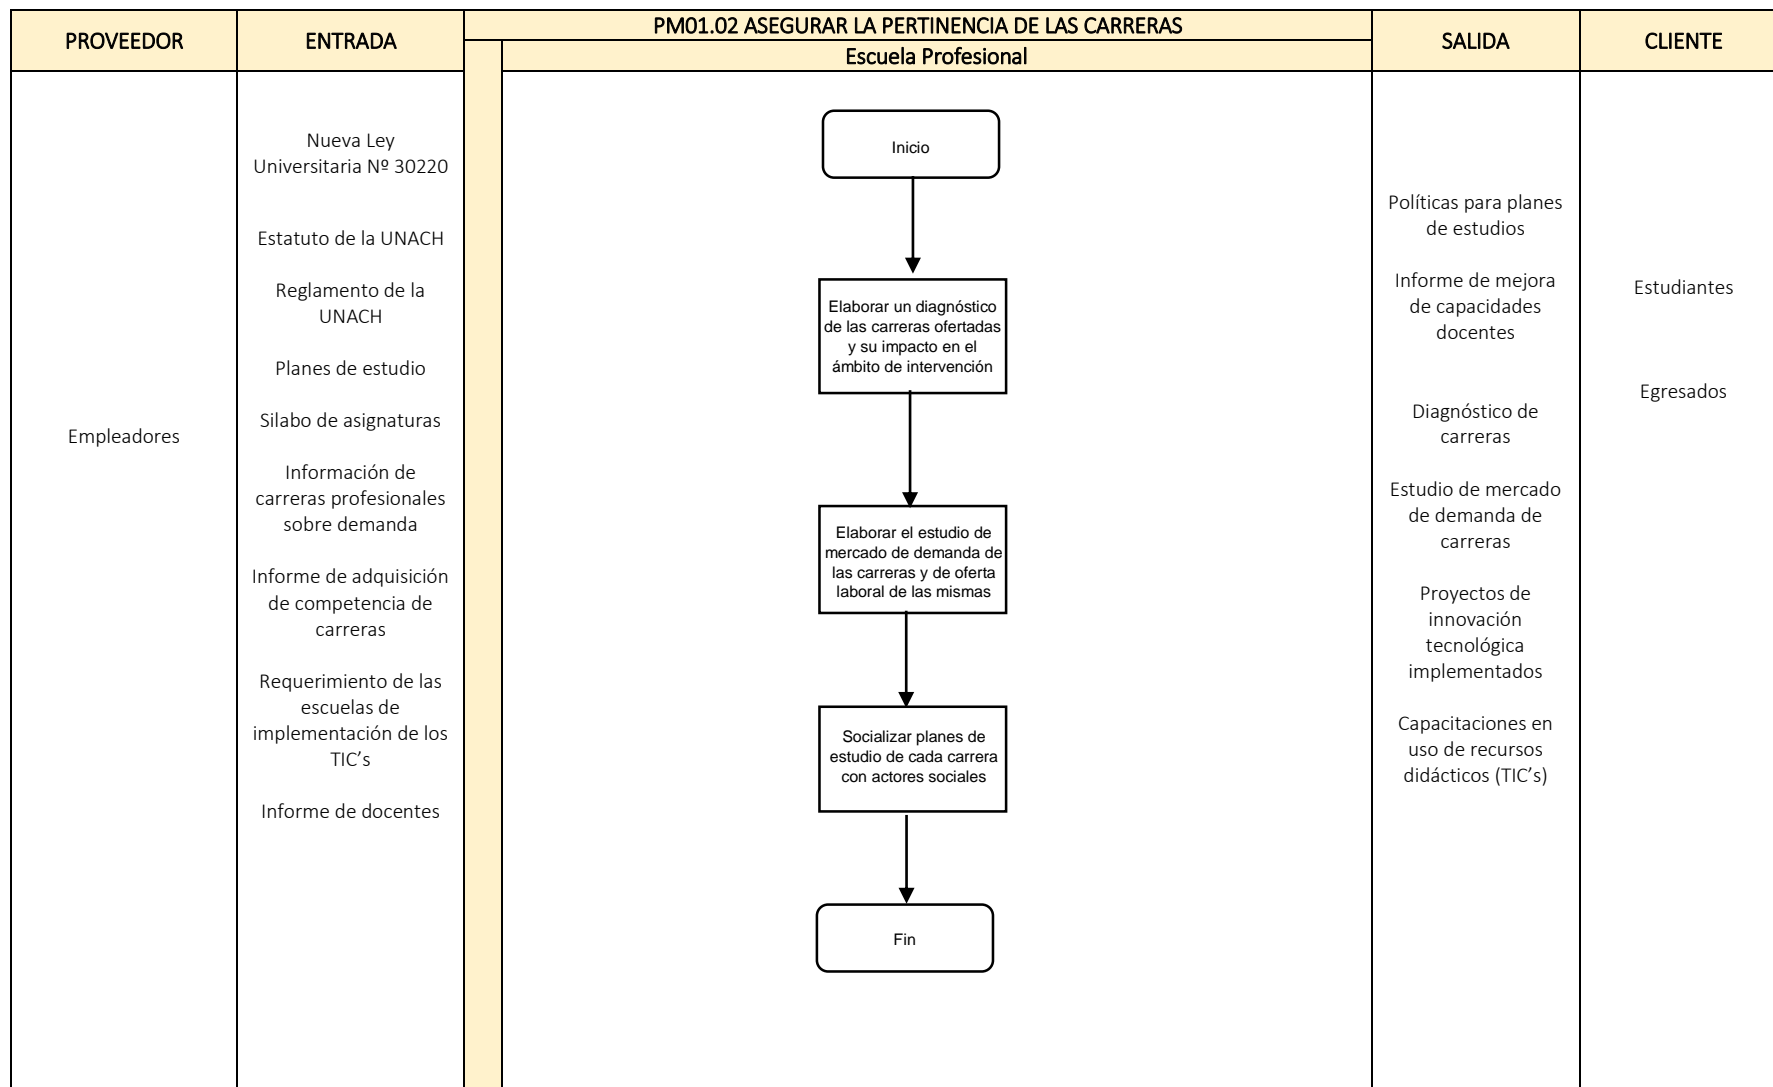 PROVEEDOR
ENTRADA
PM01.02 ASEGURAR LA PERTINENCIA DE LAS CARRERAS
Escuela Profesional
SALIDA
CLIENTE
Empleadores
Nueva Ley
Universitaria Nº 30220
Estatuto de la UNACH
Reglamento de la
UNACH
Planes de estudio
Silabo de asignaturas
Información de
carreras profesionales
sobre demanda
Informe de adquisición
de competencia de
carreras
Requerimiento de las
escuelas de
implementación de los
TIC’s
Informe de docentes
Inicio
Elaborar un diagnóstico
de las carreras ofertadas
y su impacto en el
ámbito de intervención
Elaborar el estudio de
mercado de demanda de
las carreras y de oferta
laboral de las mismas
Socializar planes de
estudio de cada carrera
con actores sociales
Fin
Políticas para planes
de estudios
Informe de mejora
de capacidades
docentes
Diagnóstico de
carreras
Estudio de mercado
de demanda de
carreras
Proyectos de
innovación
tecnológica
implementados
Capacitaciones en
uso de recursos
didácticos (TIC’s)
Estudiantes
Egresados